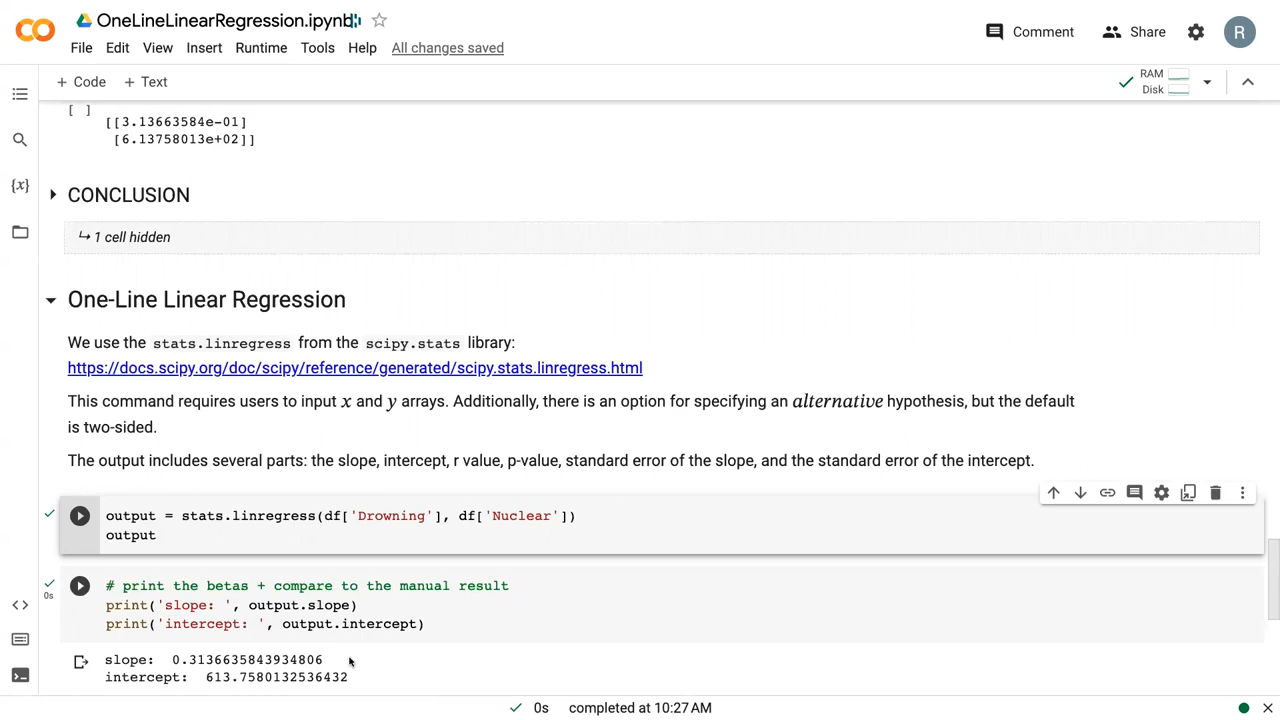 OneLineLinearRegression.ipynb
File Edit View Insert Runtime Tools Help All changes saved
Comment Share R
+ Code + Text
RAM
Disk
[ ]
[[3.13663584e-01]
[6.13758013e+02]]
CONCLUSION
↳ 1 cell hidden
One-Line Linear Regression
We use the stats.linregress from the scipy.stats library:
https://docs.scipy.org/doc/scipy/reference/generated/scipy.stats.linregress.html
This command requires users to input x and y arrays. Additionally, there is an option for specifying an alternative hypothesis, but the default
is two-sided.
The output includes several parts: the slope, intercept, r value, p-value, standard error of the slope, and the standard error of the intercept.
output = stats.linregress(df['Drowning'], df['Nuclear'])
output
0s
# print the betas + compare to the manual result
print('slope: ', output.slope)
print('intercept: ', output.intercept)
slope:  0.3136635843934806
intercept:  613.7580132536432
0s completed at 10:27 AM